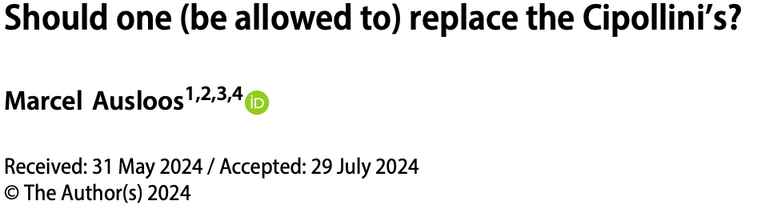 Should one (be allowed to) replace the Cipollini's?
Marcel Ausloos1,2,3,4 iD
Received: 31 May 2024 / Accepted: 29 July 2024
© The Author(s) 2024